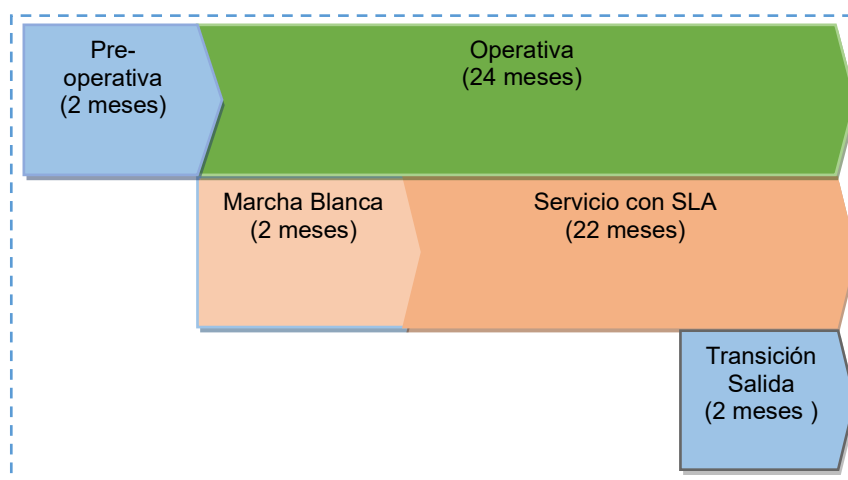 Pre-
operativa
(2 meses)
Operativa
(24 meses)
Marcha Blanca
(2 meses)
Servicio con SLA
(22 meses)
Transición
Salida
(2 meses )